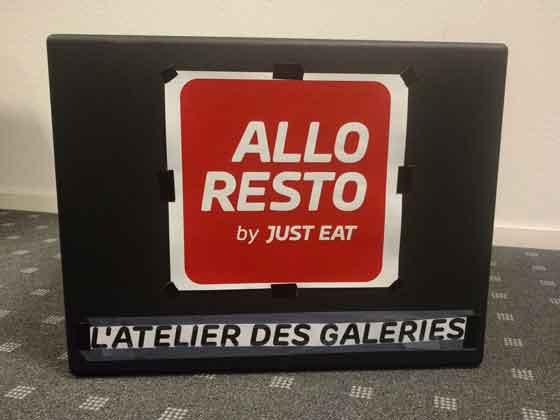 ALLO
RESTO
by JUST EAT
L'ATELIER DES GALERIES